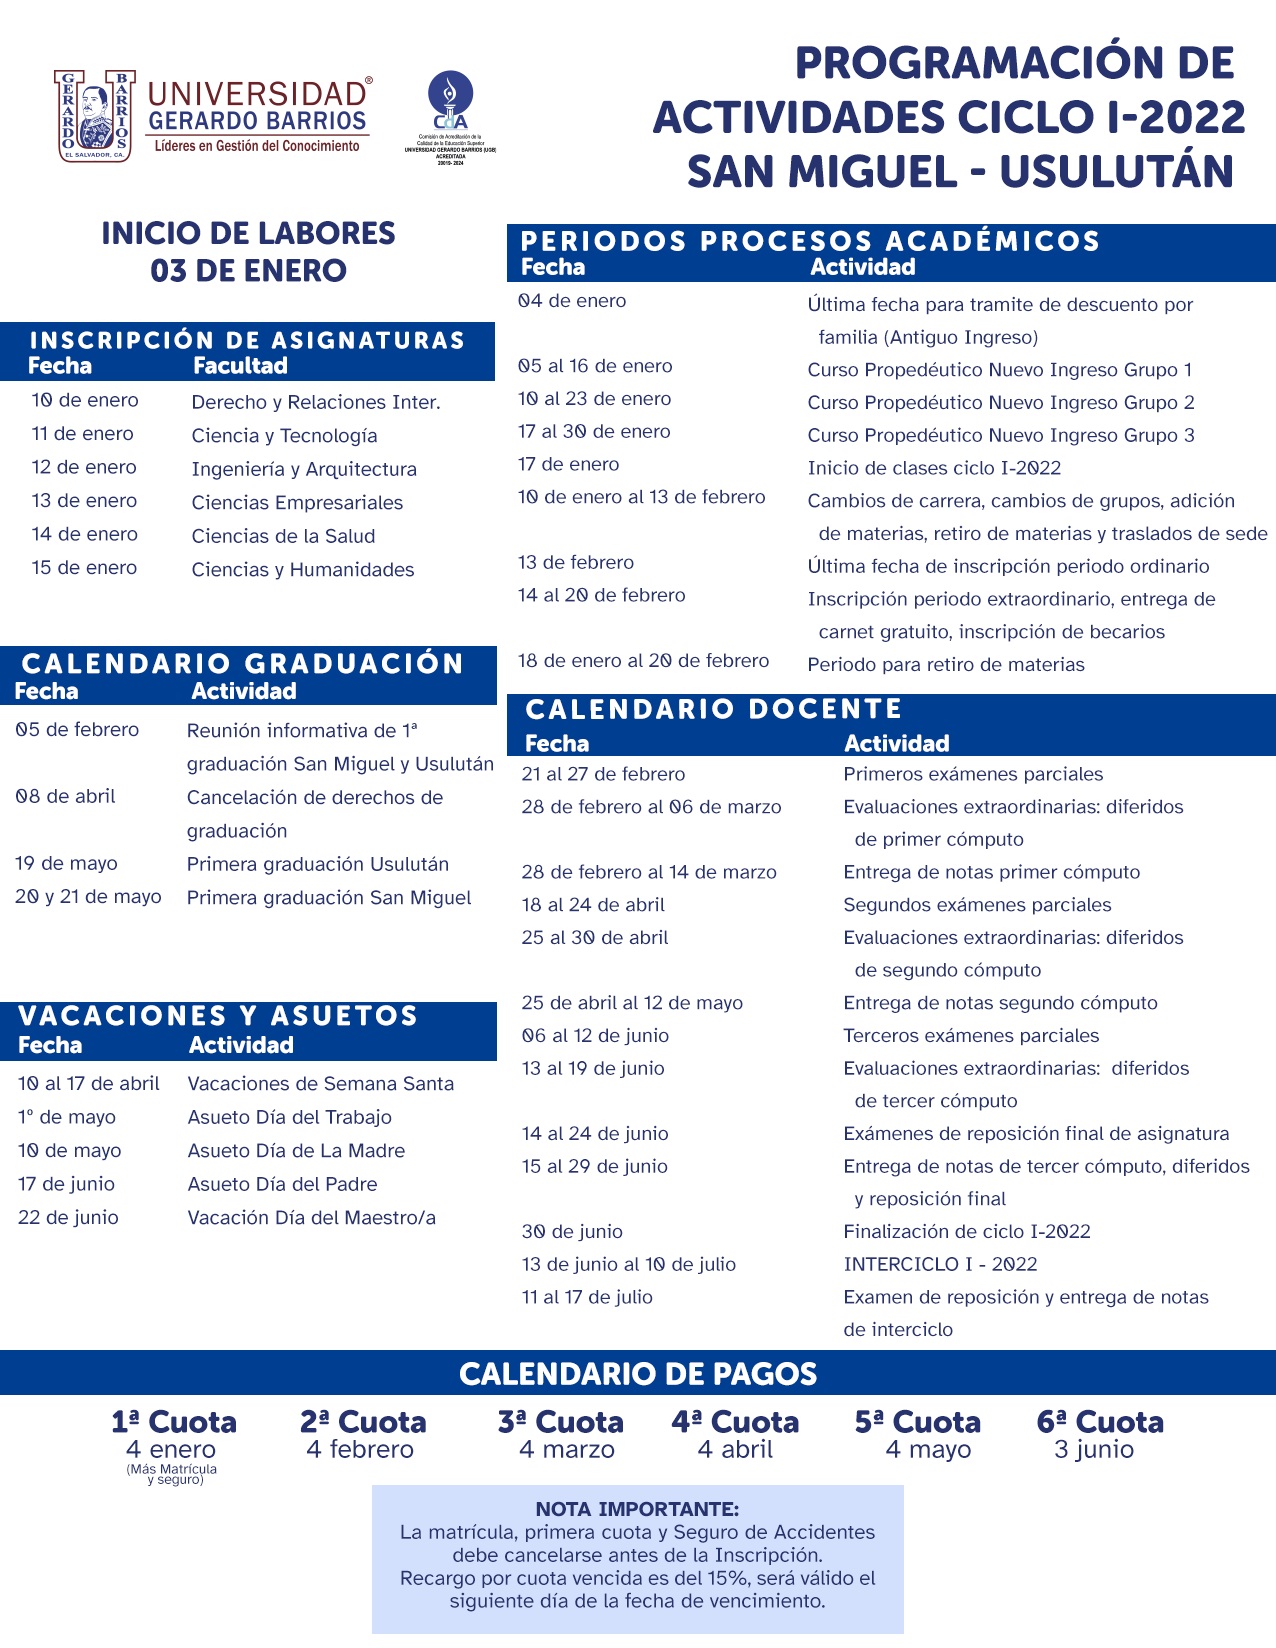 GERARDO
BARRIOS
EL SALVADOR, CA.
UNIVERSIDAD®
GERARDO BARRIOS
Líderes en Gestión del Conocimiento
CdA
Comisión de Acreditación de la
Calidad de la Educación Superior
UNIVERSIDAD GERARDO BARRIOS (UGB)
ACREDITADA
20019- 2024
PROGRAMACIÓN DE
ACTIVIDADES CICLO I-2022
SAN MIGUEL - USULUTÁN
INICIO DE LABORES
03 DE ENERO
INSCRIPCIÓN DE ASIGNATURAS
Fecha Facultad
10 de enero Derecho y Relaciones Inter.
11 de enero Ciencia y Tecnología
12 de enero Ingeniería y Arquitectura
13 de enero Ciencias Empresariales
14 de enero Ciencias de la Salud
15 de enero Ciencias y Humanidades
CALENDARIO GRADUACIÓN
Fecha Actividad
05 de febrero Reunión informativa de 1ª
graduación San Miguel y Usulután
08 de abril Cancelación de derechos de
graduación
19 de mayo Primera graduación Usulután
20 y 21 de mayo Primera graduación San Miguel
VACACIONES Y ASUETOS
Fecha Actividad
10 al 17 de abril Vacaciones de Semana Santa
1º de mayo Asueto Día del Trabajo
10 de mayo Asueto Día de La Madre
17 de junio Asueto Día del Padre
22 de junio Vacación Día del Maestro/a
PERIODOS PROCESOS ACADÉMICOS
Fecha Actividad
04 de enero Última fecha para tramite de descuento por
familia (Antiguo Ingreso)
05 al 16 de enero Curso Propedéutico Nuevo Ingreso Grupo 1
10 al 23 de enero Curso Propedéutico Nuevo Ingreso Grupo 2
17 al 30 de enero Curso Propedéutico Nuevo Ingreso Grupo 3
17 de enero Inicio de clases ciclo I-2022
10 de enero al 13 de febrero Cambios de carrera, cambios de grupos, adición
de materias, retiro de materias y traslados de sede
13 de febrero Última fecha de inscripción periodo ordinario
14 al 20 de febrero Inscripción periodo extraordinario, entrega de
carnet gratuito, inscripción de becarios
18 de enero al 20 de febrero Periodo para retiro de materias
CALENDARIO DOCENTE
Fecha Actividad
21 al 27 de febrero Primeros exámenes parciales
28 de febrero al 06 de marzo Evaluaciones extraordinarias: diferidos
de primer cómputo
28 de febrero al 14 de marzo Entrega de notas primer cómputo
18 al 24 de abril Segundos exámenes parciales
25 al 30 de abril Evaluaciones extraordinarias: diferidos
de segundo cómputo
25 de abril al 12 de mayo Entrega de notas segundo cómputo
06 al 12 de junio Terceros exámenes parciales
13 al 19 de junio Evaluaciones extraordinarias: diferidos
de tercer cómputo
14 al 24 de junio Exámenes de reposición final de asignatura
15 al 29 de junio Entrega de notas de tercer cómputo, diferidos
y reposición final
30 de junio Finalización de ciclo I-2022
13 de junio al 10 de julio INTERCICLO I - 2022
11 al 17 de julio Examen de reposición y entrega de notas
de interciclo
CALENDARIO DE PAGOS
1ª Cuota 2ª Cuota 3ª Cuota 4ª Cuota 5ª Cuota 6ª Cuota
4 enero 4 febrero 4 marzo 4 abril 4 mayo 3 junio
(Más Matrícula
y seguro)
NOTA IMPORTANTE:
La matrícula, primera cuota y Seguro de Accidentes
debe cancelarse antes de la Inscripción.
Recargo por cuota vencida es del 15%, será válido el
siguiente día de la fecha de vencimiento.